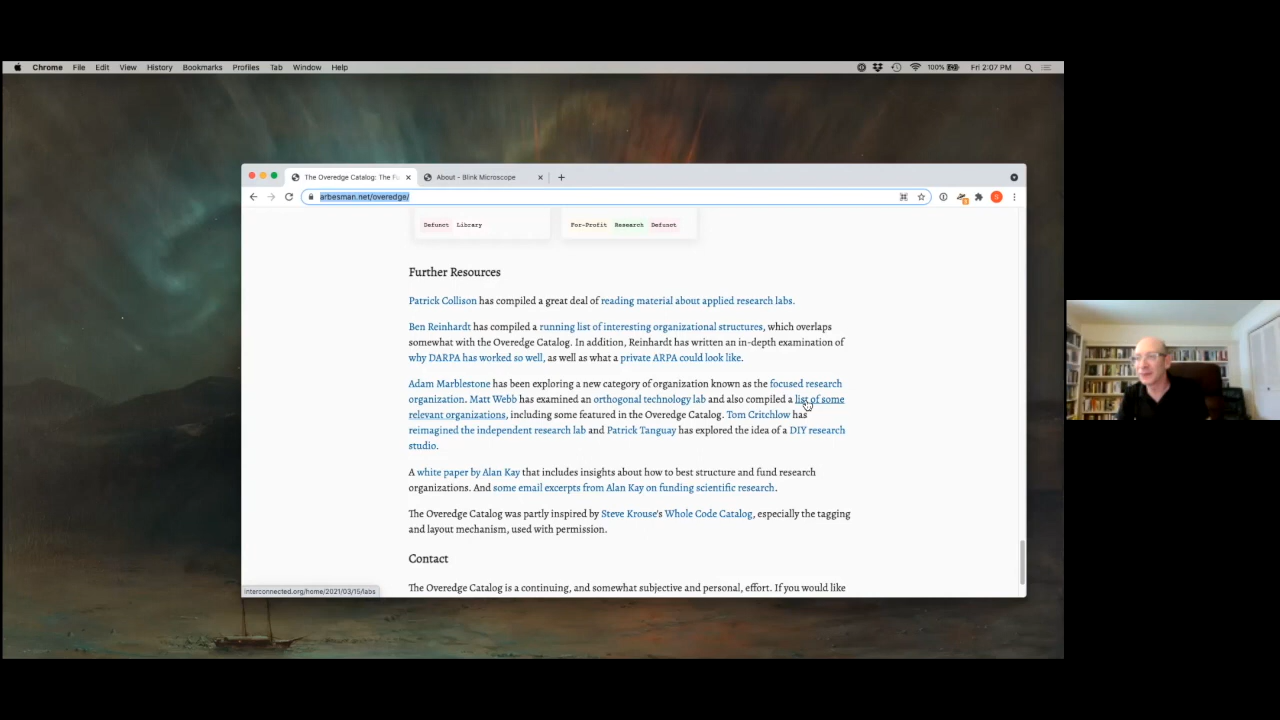 Chrome File Edit View History Bookmarks Profiles Tab Window Help 100% Fri 2:07 PM
The Overedge Catalog: The Fu About - Blink Microscope
arbesman.net/overedge/
Defunct Library For-Profit Research Defunct
Further Resources
Patrick Collison has compiled a great deal of reading material about applied research labs.
Ben Reinhardt has compiled a running list of interesting organizational structures, which overlaps
somewhat with the Overedge Catalog. In addition, Reinhardt has written an in-depth examination of
why DARPA has worked so well, as well as what a private ARPA could look like.
Adam Marblestone has been exploring a new category of organization known as the focused research
organization. Matt Webb has examined an orthogonal technology lab and also compiled a list of some
relevant organizations, including some featured in the Overedge Catalog. Tom Critchlow has
reimagined the independent research lab and Patrick Tanguay has explored the idea of a DIY research
studio.
A white paper by Alan Kay that includes insights about how to best structure and fund research
organizations. And some email excerpts from Alan Kay on funding scientific research.
The Overedge Catalog was partly inspired by Steve Krouse's Whole Code Catalog, especially the tagging
and layout mechanism, used with permission.
Contact
The Overedge Catalog is a continuing, and somewhat subjective and personal, effort. If you would like
interconnected.org/home/2021/03/15/labs